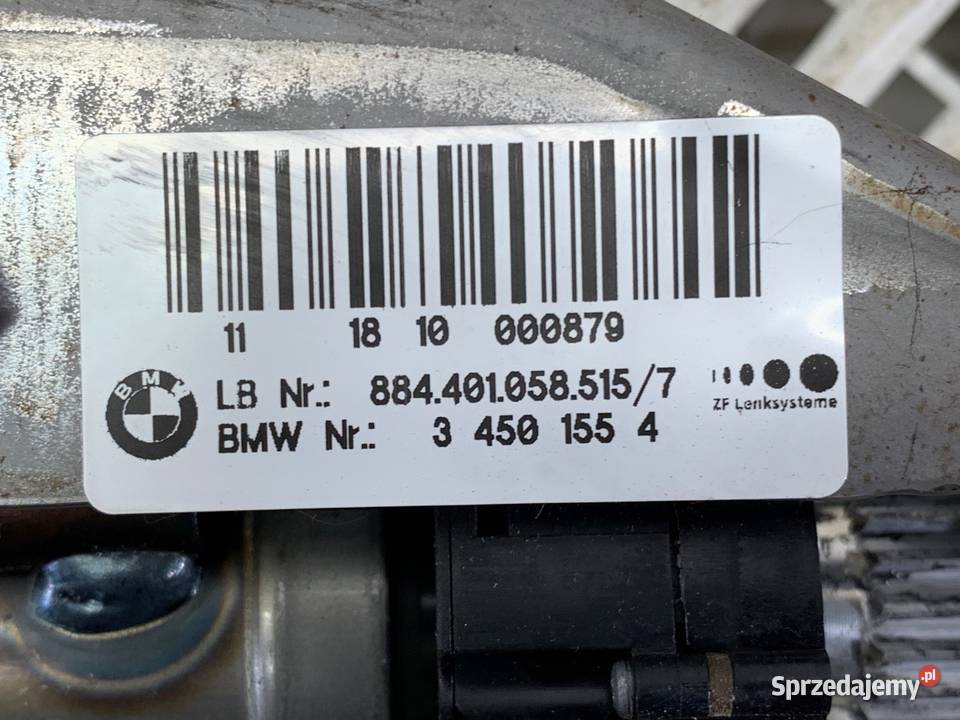 11 18 10 000879
BMW
LB Nr.: 884.401.058.515/7
ZF Lenksysteme
BMW Nr.: 3 450 155 4
Sprzedajemy.pl